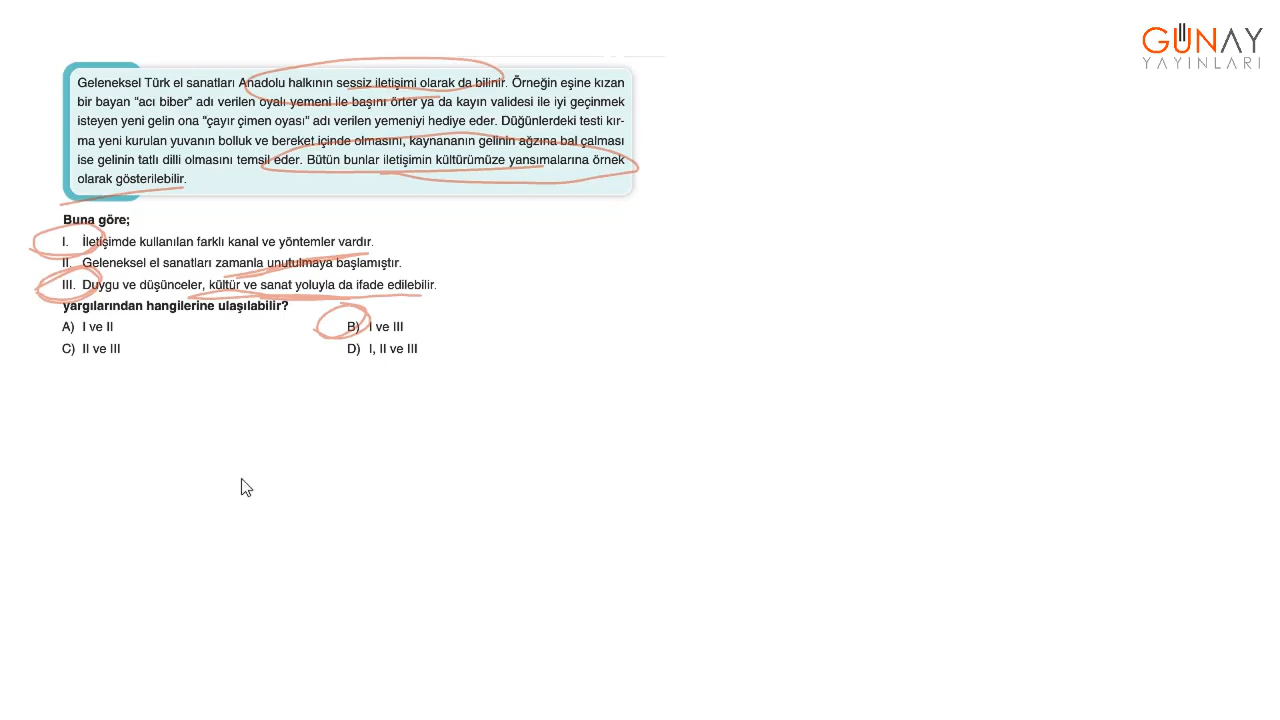 GÜNAY
YAYINLARI
Geleneksel Türk el sanatları Anadolu halkının sessiz iletişimi olarak da bilinir. Örneğin eşine kızan
bir bayan “acı biber” adı verilen oyalı yemeni ile başını örter ya da kayın validesi ile iyi geçinmek
isteyen yeni gelin ona “çayır çimen oyası” adı verilen yemeniyi hediye eder. Düğünlerdeki testi kır-
ma yeni kurulan yuvanın bolluk ve bereket içinde olmasını, kaynananın gelinin ağzına bal çalması
ise gelinin tatlı dilli olmasını temsil eder. Bütün bunlar iletişimin kültürümüze yansımalarına örnek
olarak gösterilebilir.
Buna göre;
I. İletişimde kullanılan farklı kanal ve yöntemler vardır.
II. Geleneksel el sanatları zamanla unutulmaya başlamıştır.
III. Duygu ve düşünceler, kültür ve sanat yoluyla da ifade edilebilir.
yargılarından hangilerine ulaşılabilir?
A) I ve II B) I ve III
C) II ve III D) I, II ve III